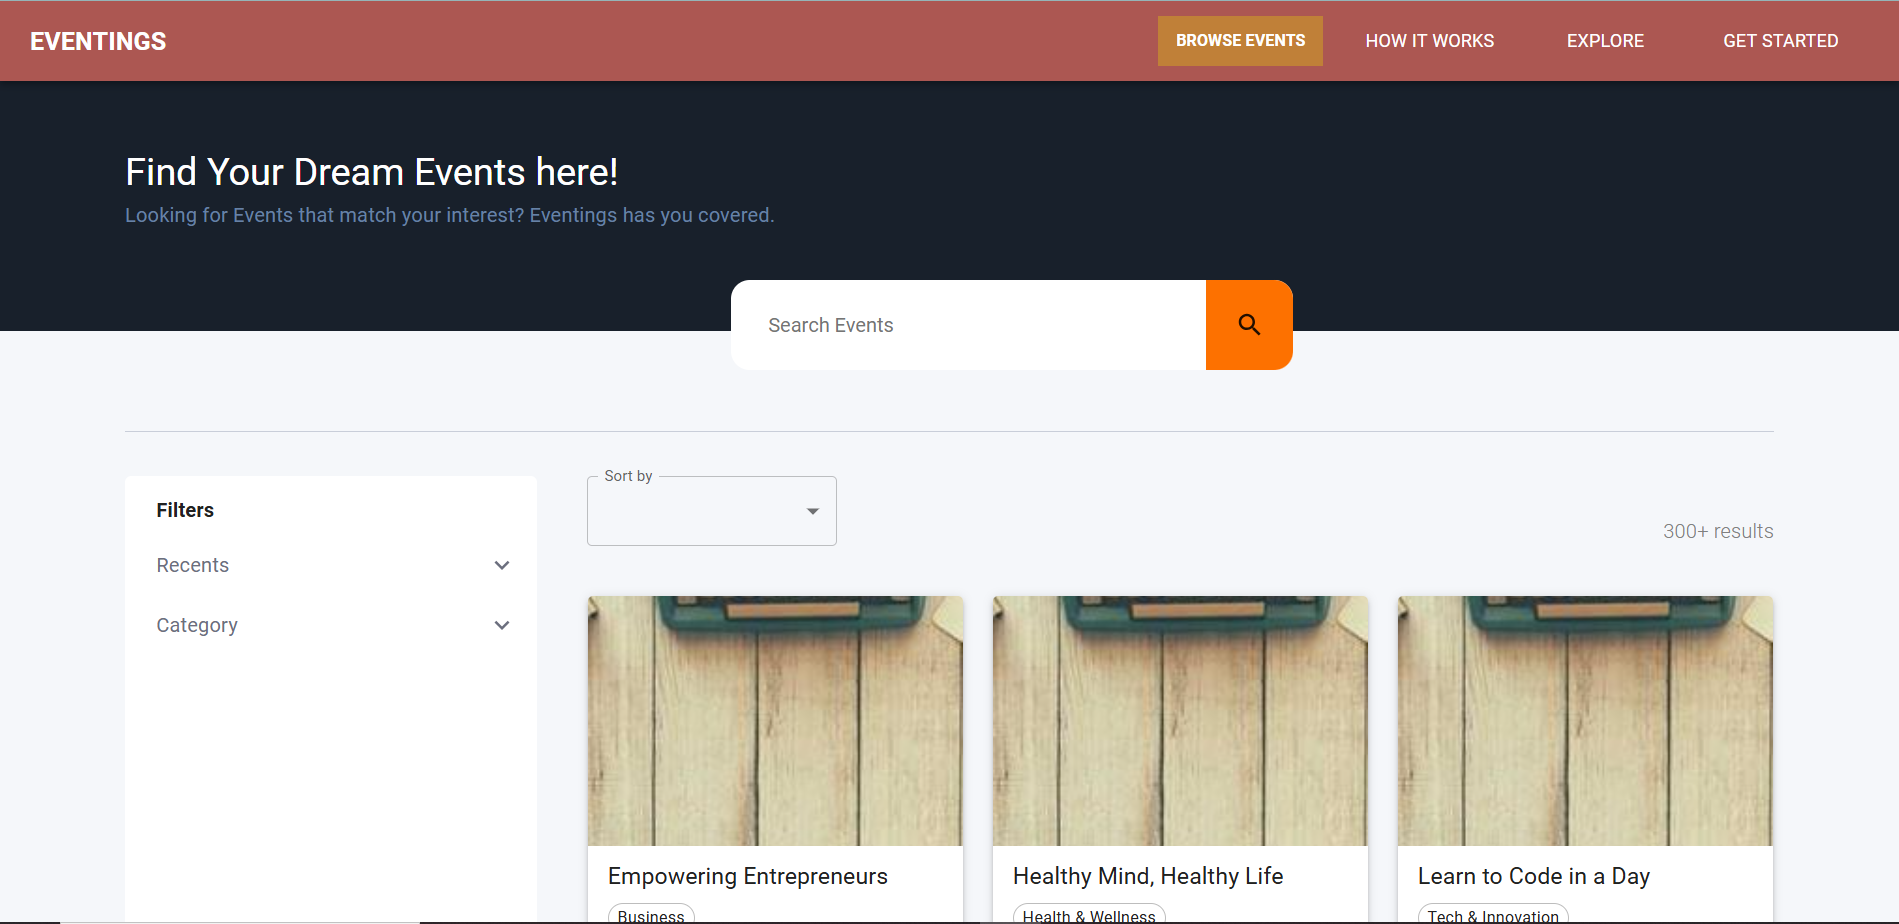 EVENTINGS
BROWSE EVENTS
HOW IT WORKS
EXPLORE
GET STARTED
Find Your Dream Events here!
Looking for Events that match your interest? Eventings has you covered.
Search Events
Filters
Recents
Category
Sort by
300+ results
Empowering Entrepreneurs
Business
Healthy Mind, Healthy Life
Health & Wellness
Learn to Code in a Day
Tech & Innovation